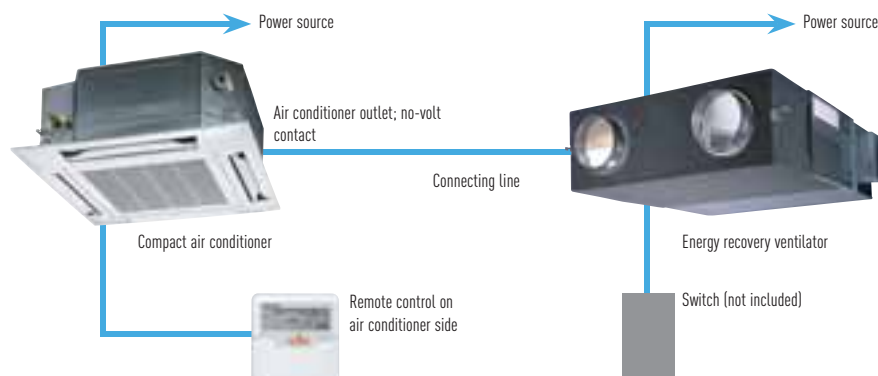 Power source
Power source
Air conditioner outlet; no-volt
contact
Connecting line
Compact air conditioner
Energy recovery ventilator
Remote control on
air conditioner side
Switch (not included)